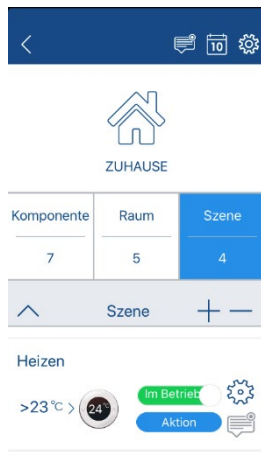 10
ZUHAUSE
Komponente Raum Szene
7 5 4
Szene
Heizen
>23°C > 24° Im Betrieb
Aktion